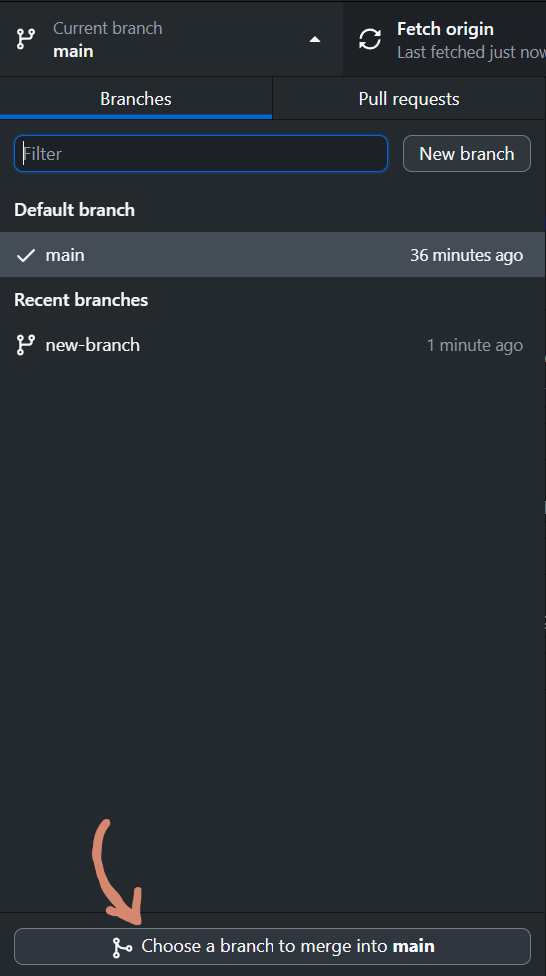 Current branch
main
Fetch origin
Last fetched just now
Branches
Pull requests
Filter
New branch
Default branch
main
36 minutes ago
Recent branches
new-branch
1 minute ago
Choose a branch to merge into main